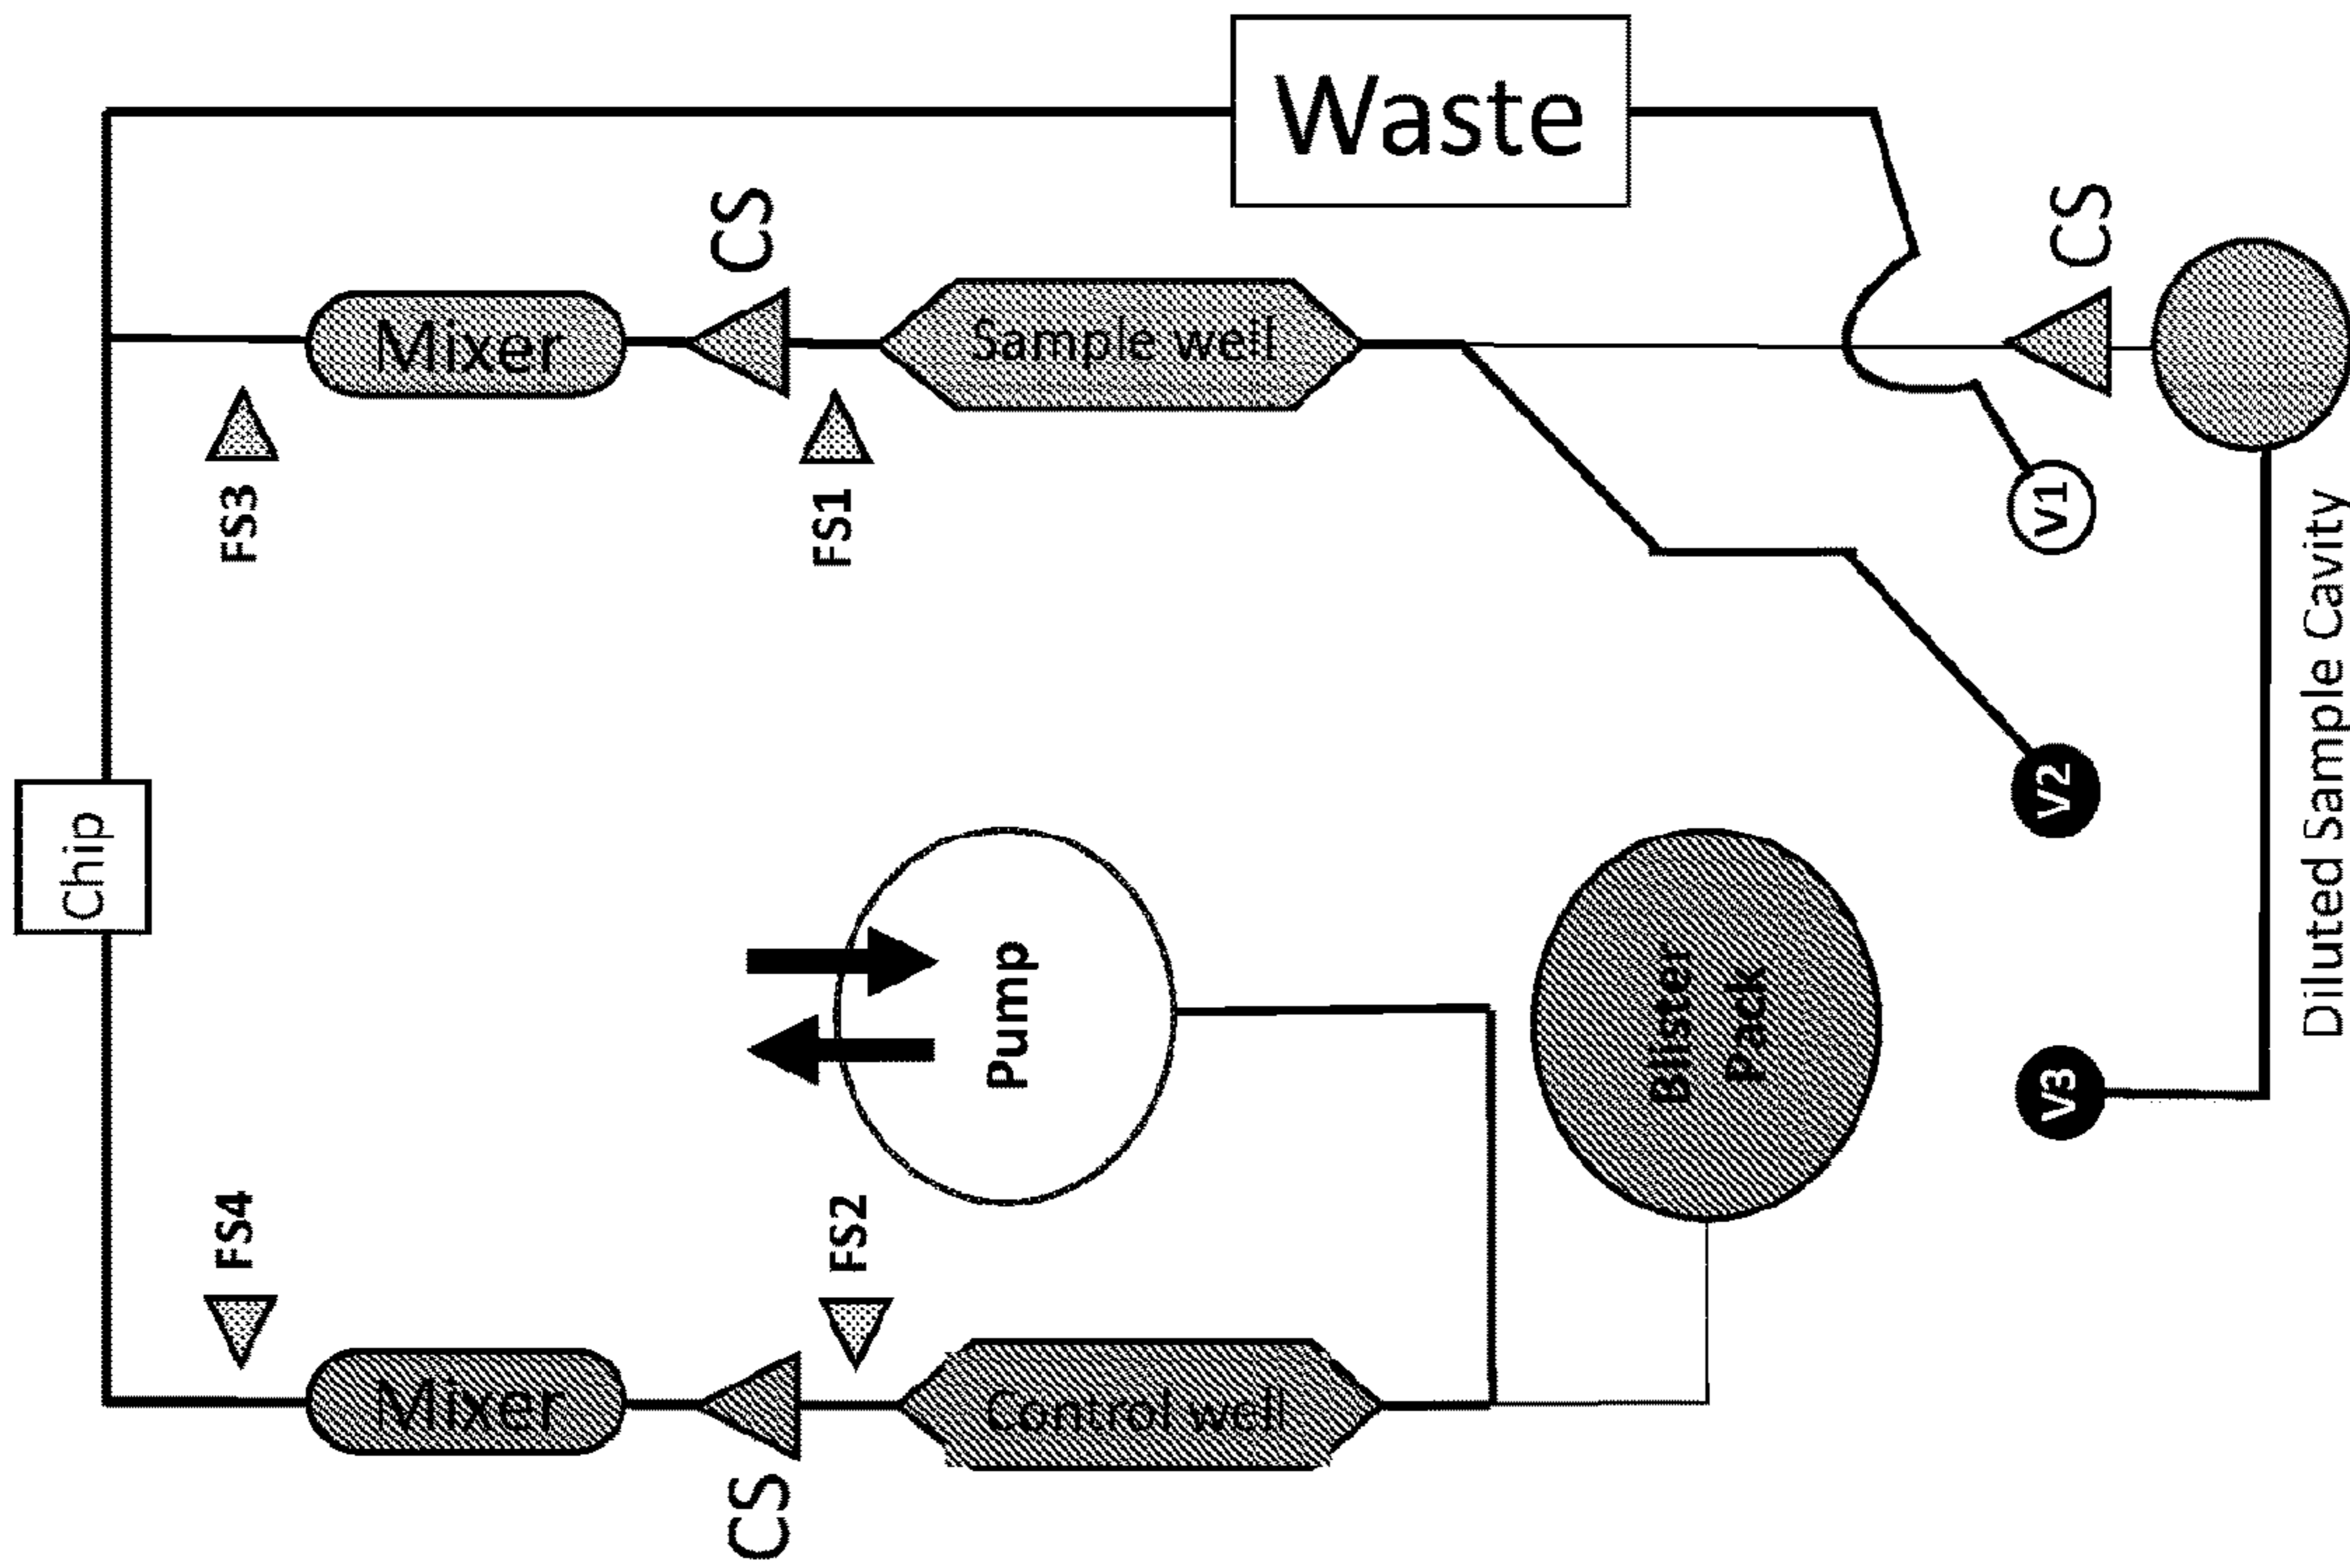 Waste
CS
CS
Mixer
Sample well
FS3
FS1
V1
Chip
V2
Pump
Blister
Pack
Diluted Sample Cavity
V3
FS4
FS2
Mixer
Control well
CS